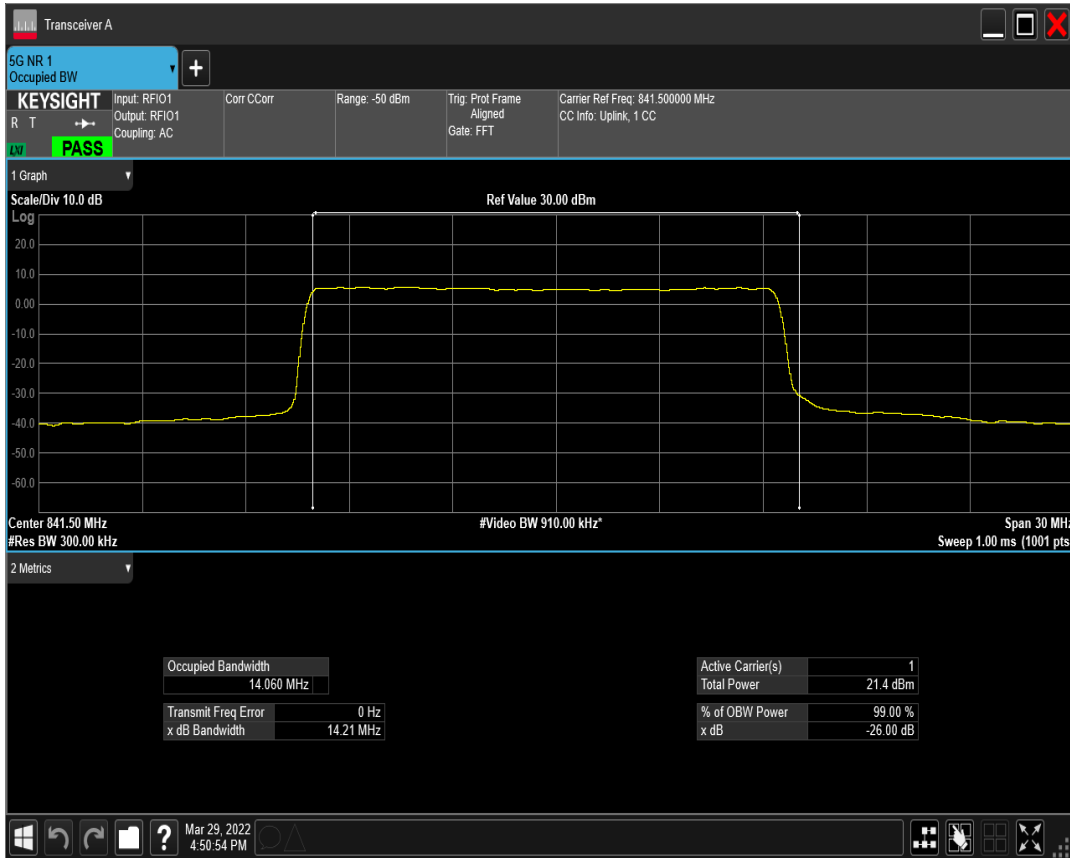 Transceiver A
5G NR 1
Occupied BW
+
KEYSIGHT
R T
LXI
PASS
Input: RFIO1
Output: RFIO1
Coupling: AC
Corr CCorr
Range: -50 dBm
Trig: Prot Frame
Aligned
Gate: FFT
Carrier Ref Freq: 841.500000 MHz
CC Info: Uplink, 1 CC
1 Graph
Scale/Div 10.0 dB
Ref Value 30.00 dBm
Log
20.0
10.0
0.00
-10.0
-20.0
-30.0
-40.0
-50.0
-60.0
Center 841.50 MHz
#Video BW 910.00 kHz*
Span 30 MHz
#Res BW 300.00 kHz
Sweep 1.00 ms (1001 pts
2 Metrics
Occupied Bandwidth
14.060 MHz
Transmit Freq Error 0 Hz
x dB Bandwidth 14.21 MHz
Active Carrier(s) 1
Total Power 21.4 dBm
% of OBW Power 99.00 %
x dB -26.00 dB
?
Mar 29, 2022
4:50:54 PM